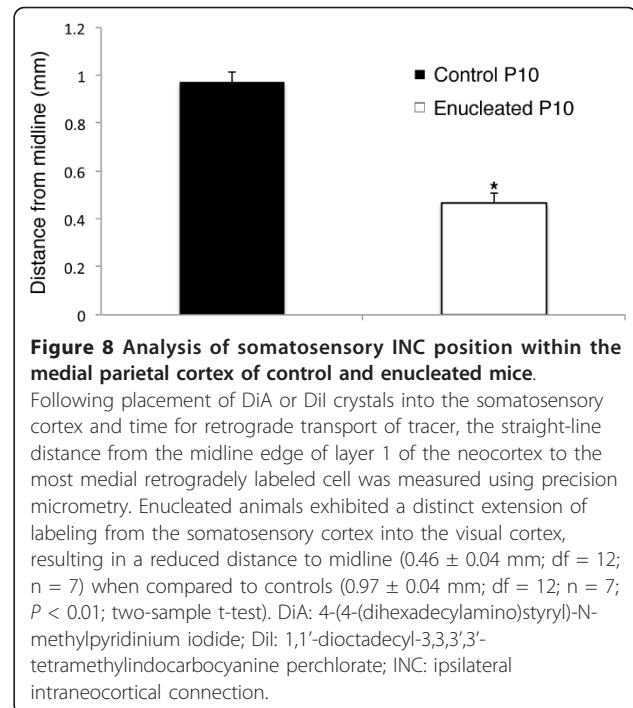 1.2
1
0.8
0.6
0.4
0.2
0
Distance from midline (mm)
Control P10
Enucleated P10
*
Figure 8 Analysis of somatosensory INC position within the
medial parietal cortex of control and enucleated mice.
Following placement of DiA or DiI crystals into the somatosensory
cortex and time for retrograde transport of tracer, the straight-line
distance from the midline edge of layer 1 of the neocortex to the
most medial retrogradely labeled cell was measured using precision
micrometry. Enucleated animals exhibited a distinct extension of
labeling from the somatosensory cortex into the visual cortex,
resulting in a reduced distance to midline (0.46 ± 0.04 mm; df = 12;
n = 7) when compared to controls (0.97 ± 0.04 mm; df = 12; n = 7;
P < 0.01; two-sample t-test). DiA: 4-(4-(dihexadecylamino)styryl)-N-
methylpyridinium iodide; DiI: 1,1'-dioctadecyl-3,3,3',3'-
tetramethylindocarbocyanine perchlorate; INC: ipsilateral
intraneocortical connection.